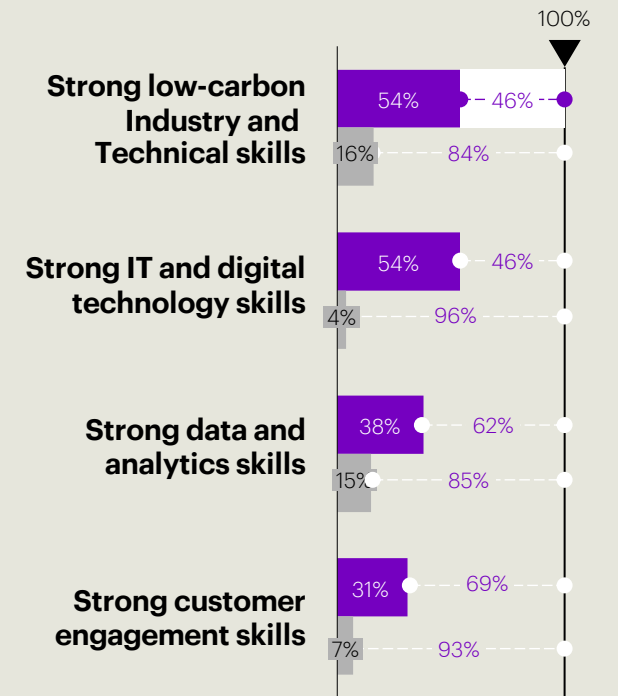 100%
Strong low-carbon
Industry and
Technical skills
54%
46%
16%
84%
Strong IT and digital
technology skills
54%
46%
4%
96%
Strong data and
analytics skills
38%
62%
15%
85%
Strong customer
engagement skills
31%
69%
7%
93%